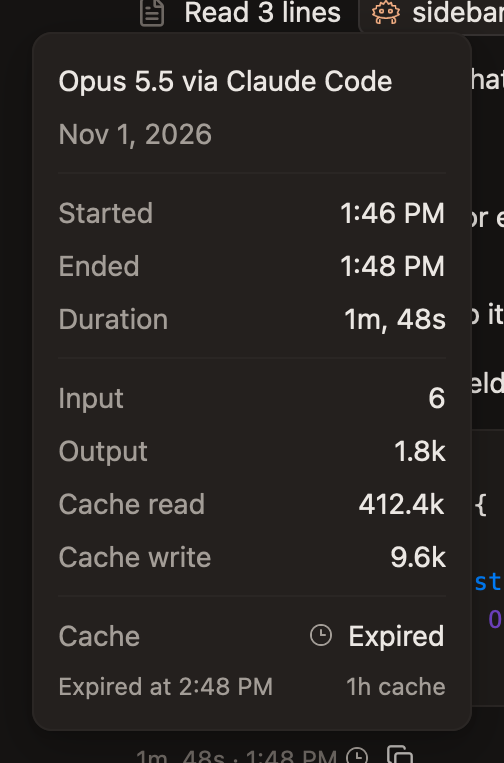 Read 3 lines sidebar
Opus 5.5 via Claude Code
Nov 1, 2026
Started 1:46 PM
Ended 1:48 PM
Duration 1m, 48s
Input 6
Output 1.8k
Cache read 412.4k
Cache write 9.6k
{
st
Cache Expired
0
Expired at 2:48 PM 1h cache
1m, 48s · 1:48 PM